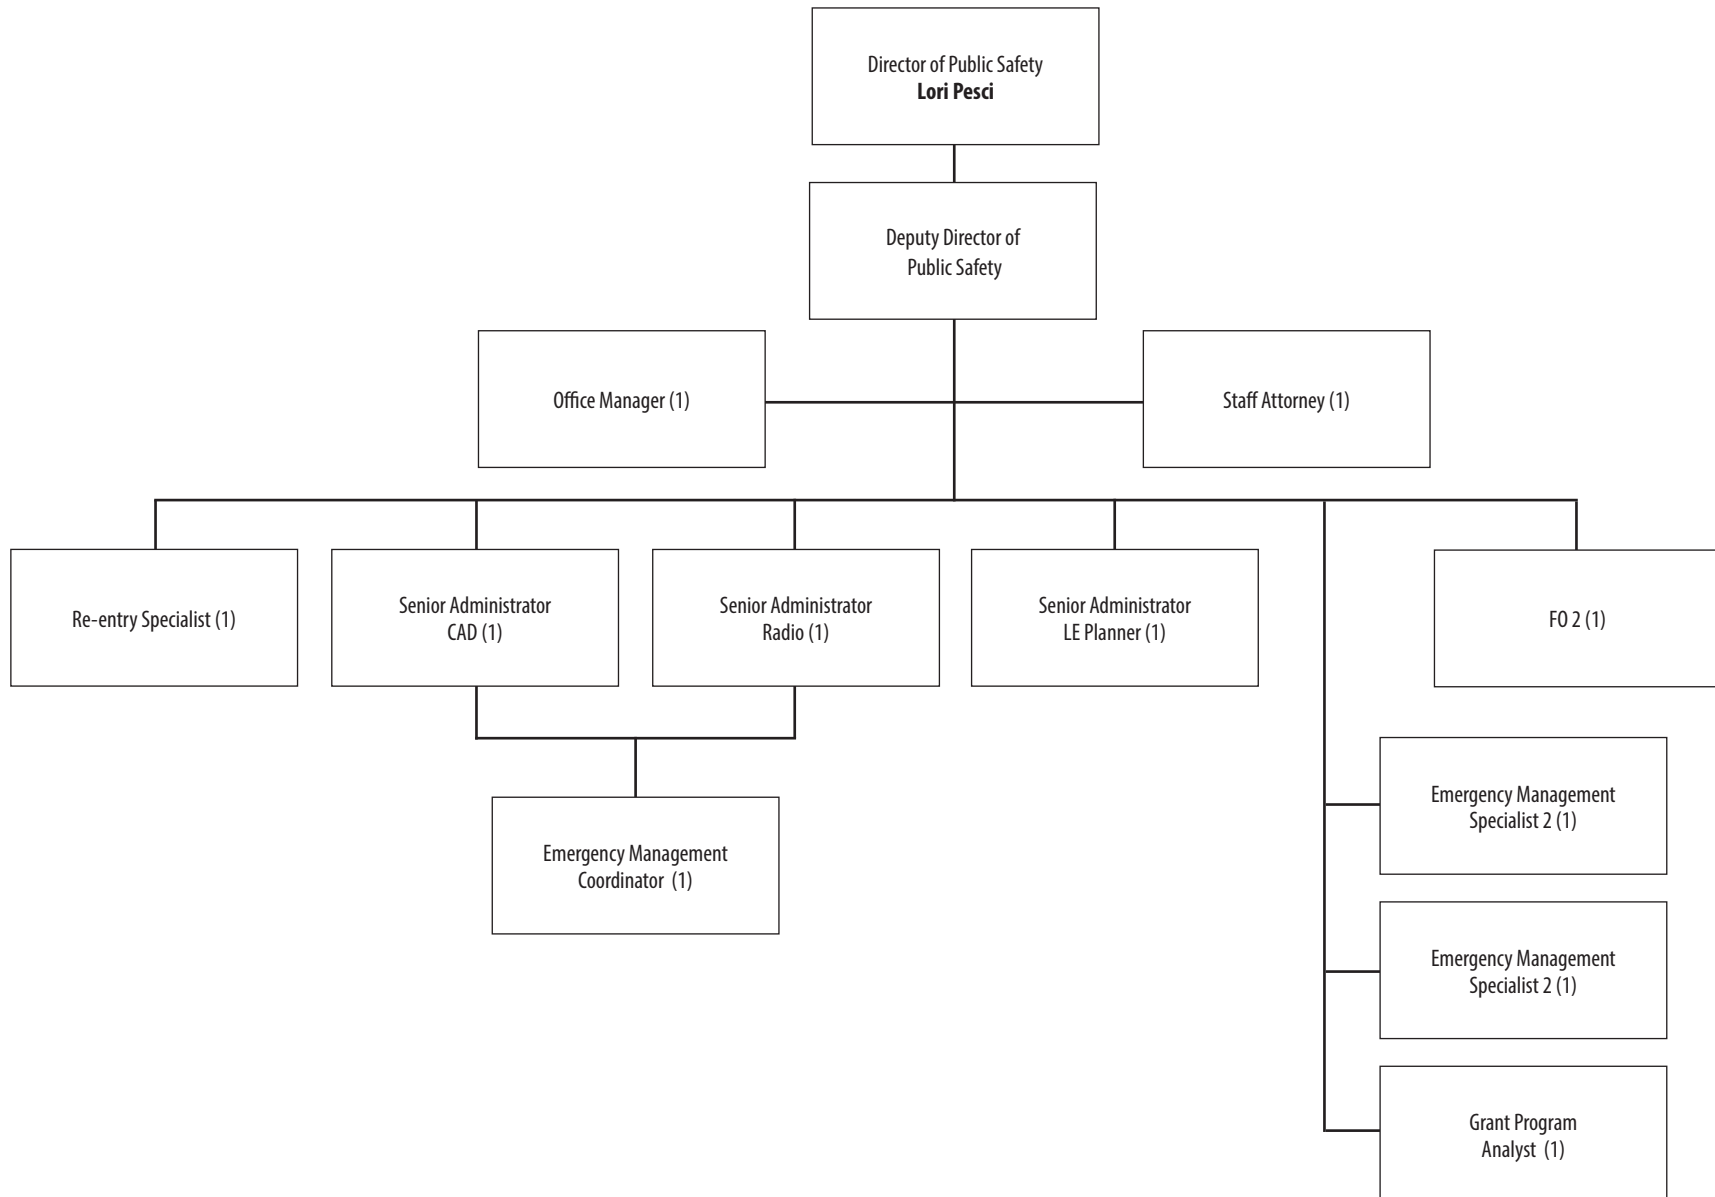 Director of Public Safety
Lori Pesci
Deputy Director of
Public Safety
Office Manager (1)
Staff Attorney (1)
Re-entry Specialist (1)
Senior Administrator
CAD (1)
Senior Administrator
Radio (1)
Senior Administrator
LE Planner (1)
FO 2 (1)
Emergency Management
Specialist 2 (1)
Emergency Management
Coordinator (1)
Emergency Management
Specialist 2 (1)
Grant Program
Analyst (1)